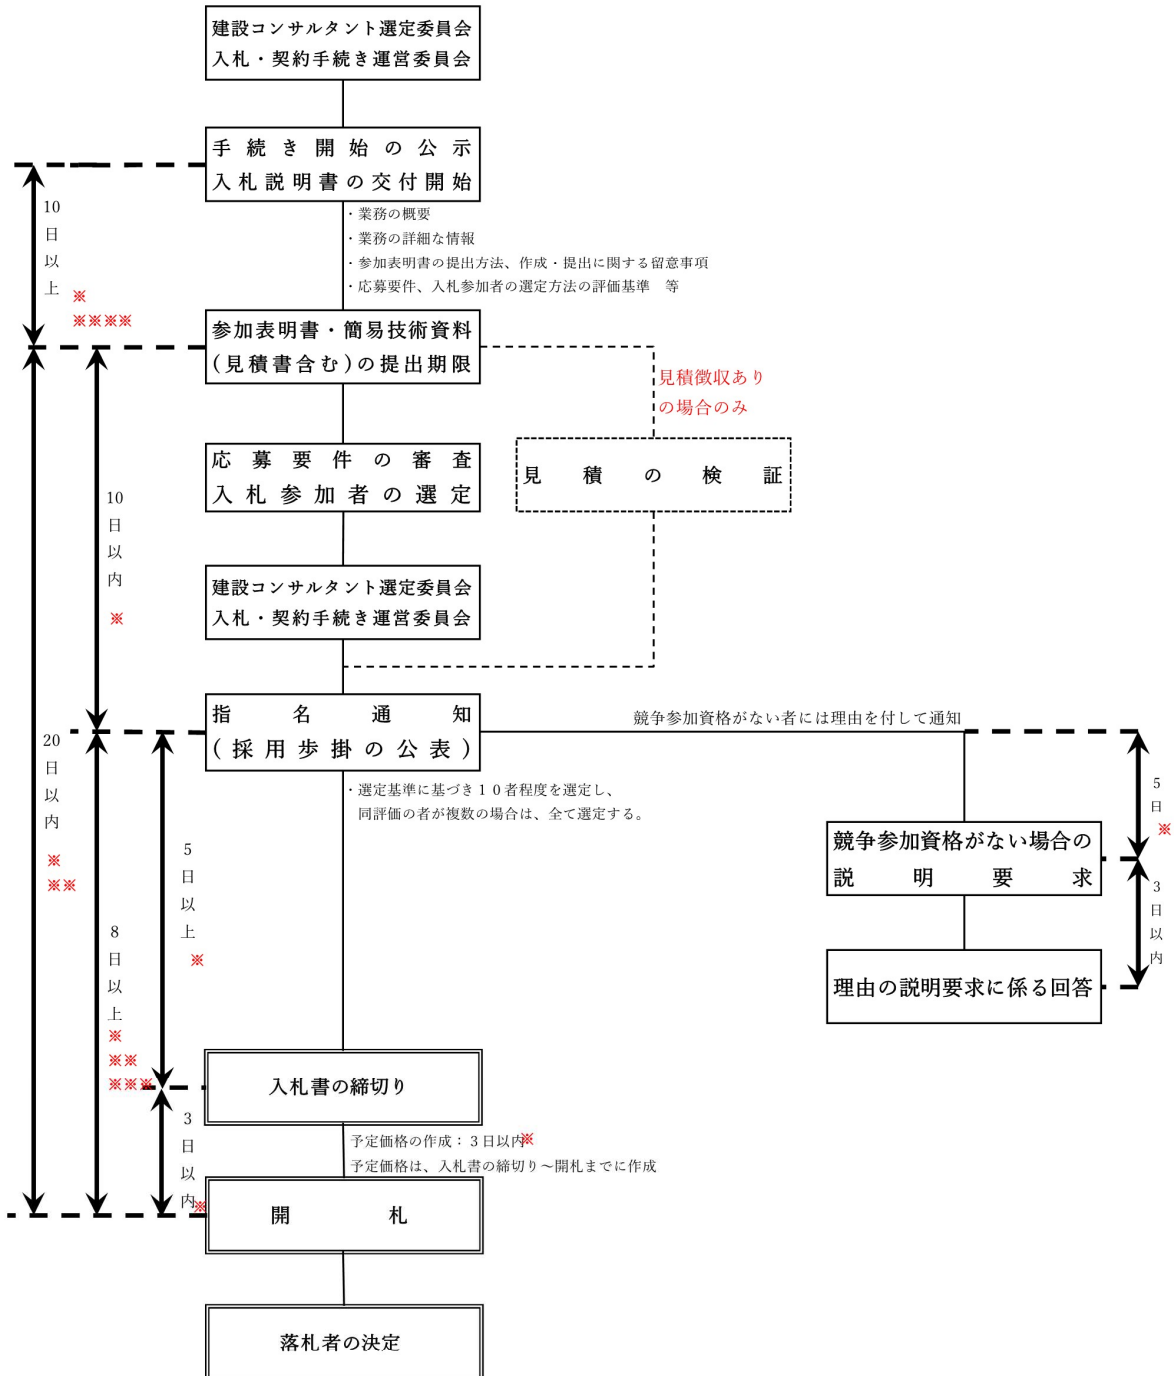 建設コンサルタント選定委員会
入札・契約手続き運営委員会
手続き開始の公示
入札説明書の交付開始
・業務の概要
・業務の詳細な情報
・参加表明書の提出方法、作成・提出に関する留意事項
・応募要件、入札参加者の選定方法の評価基準　等
10日以上
※
※※※※
参加表明書・簡易技術資料
(見積書含む)の提出期限
見積徴収あり
の場合のみ
応募要件の審査
入札参加者の選定
見積の検証
10日以内
※
建設コンサルタント選定委員会
入札・契約手続き運営委員会
指名通知
(採用歩掛の公表)
競争参加資格がない者には理由を付して通知
・選定基準に基づき１０者程度を選定し、
同評価の者が複数の場合は、全て選定する。
20日以内
※
※※
5日以上
※
8日以上
※
※※
※※※
5日
※
競争参加資格がない場合の
説明要求
3日以内
理由の説明要求に係る回答
入札書の締切り
3日以内
※
予定価格の作成：３日以内※
予定価格は、入札書の締切り～開札までに作成
開札
落札者の決定